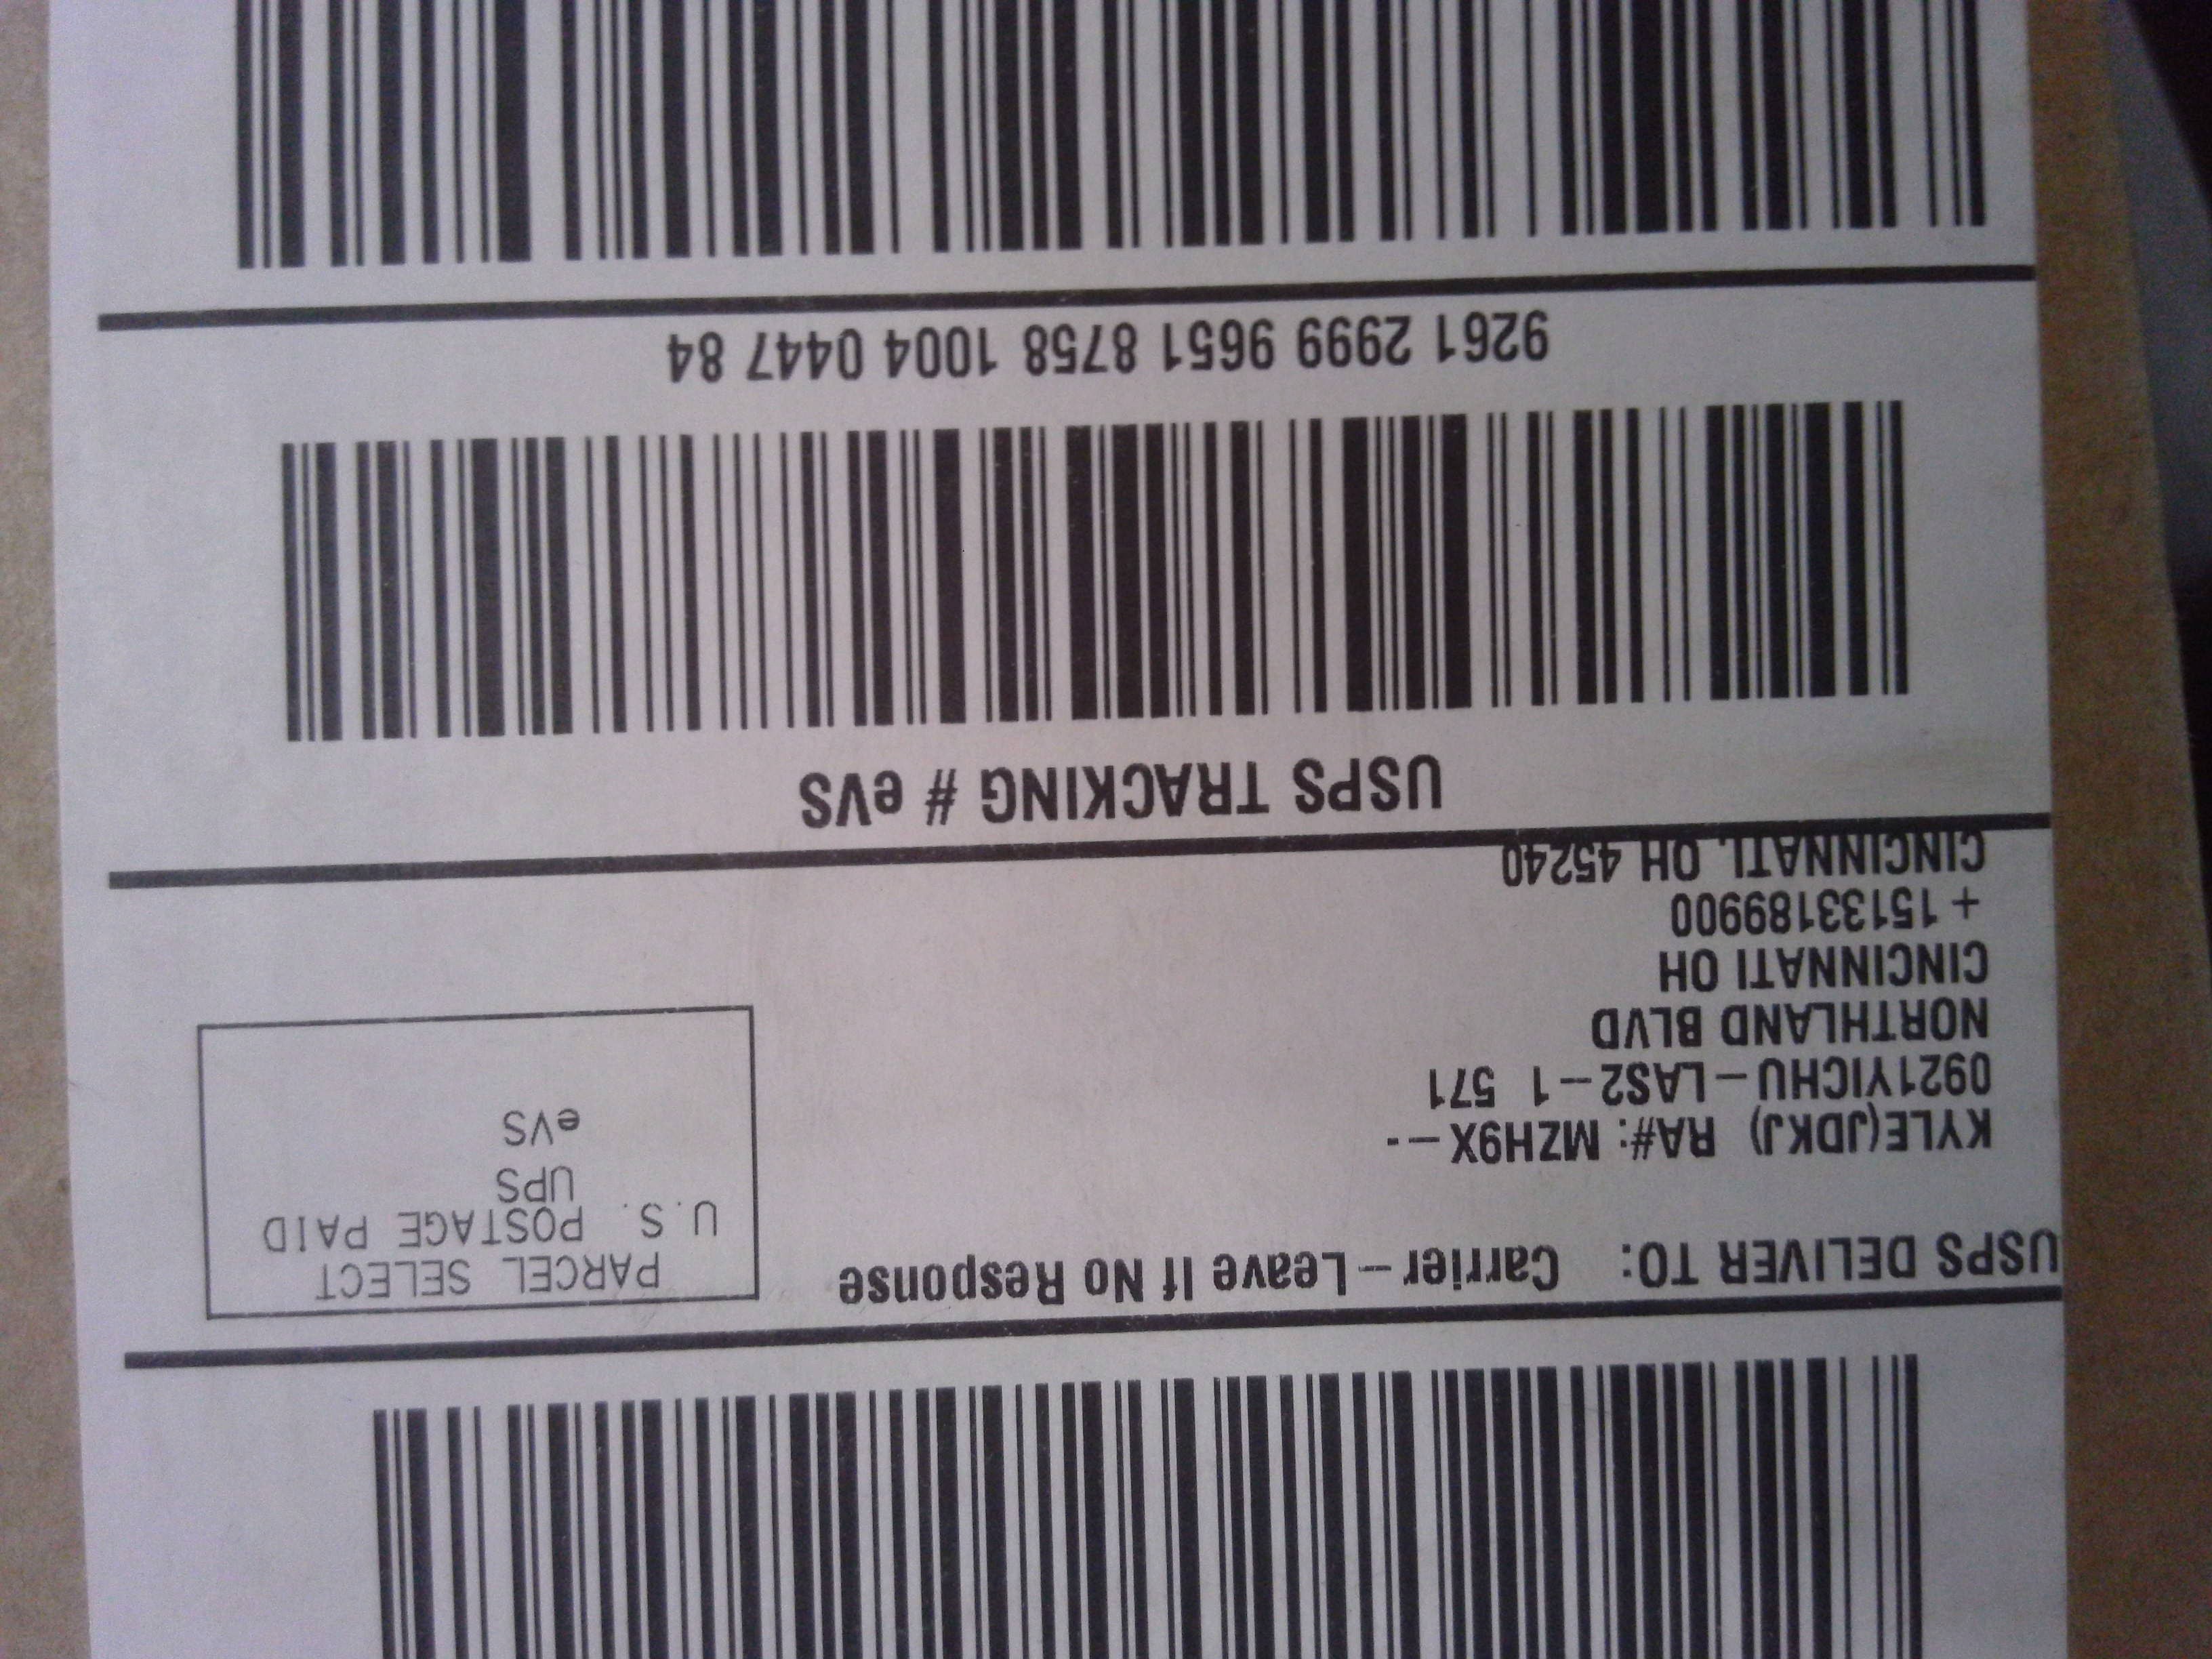 USPS DELIVER TO: Carrier-Leave If No Response
PARCEL SELECT
U.S. POSTAGE PAID
UPS
eVS
KYLE(JDKJ) RA#: MZH9X--
0921YICHU-LAS2-1 571
NORTHLAND BLVD
CINCINNATI OH
+15133189900
CINCINNATI, OH 45240
USPS TRACKING # eVS
9261 2999 9651 8758 1004 0447 84